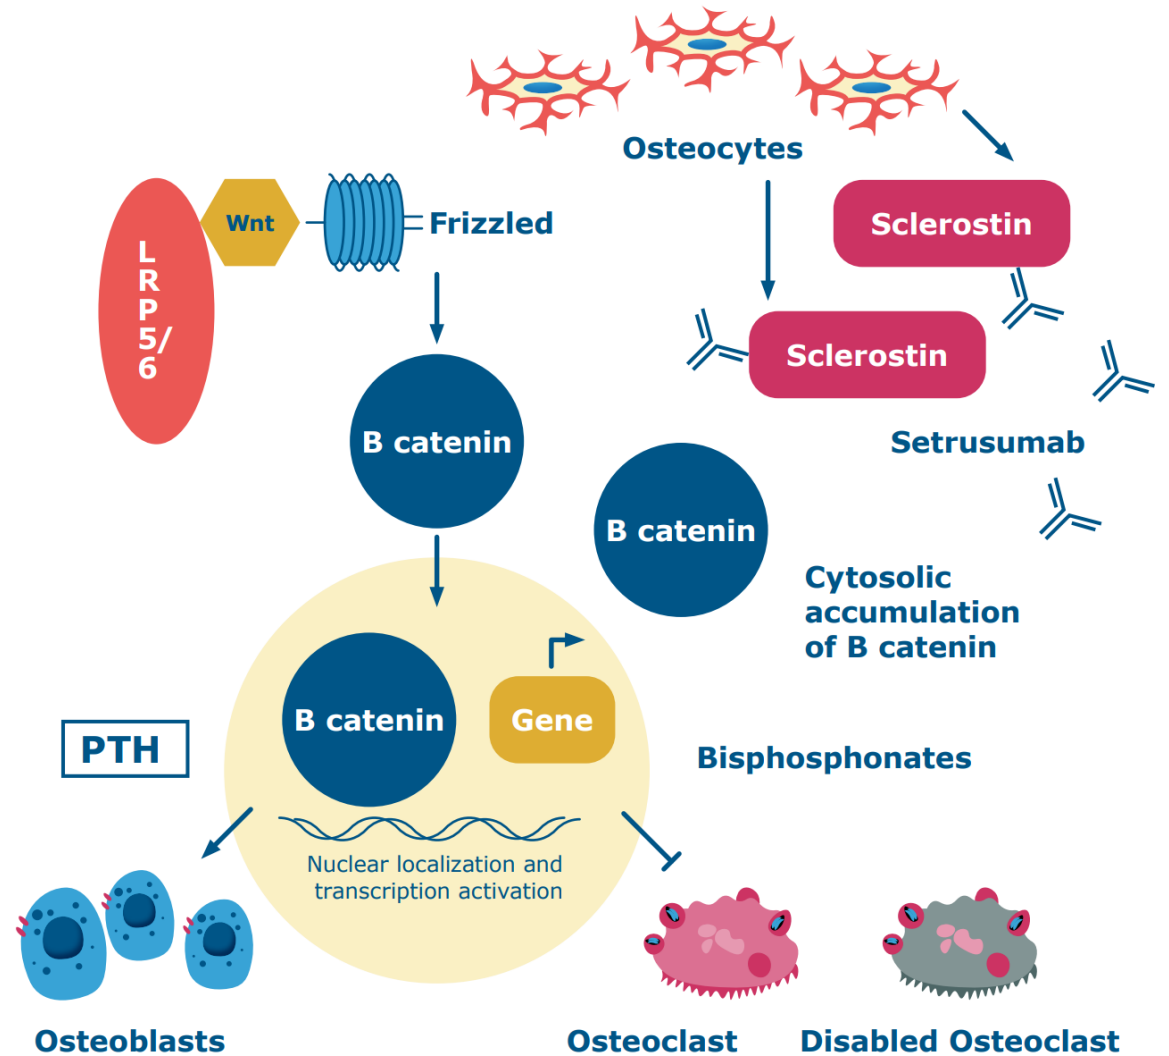 Osteocytes
Sclerostin
Wnt
Frizzled
L
R
P
5/
6
Sclerostin
B catenin
Setrusumab
B catenin
Cytosolic
accumulation
of B catenin
B catenin
Gene
PTH
Bisphosphonates
Nuclear localization and
transcription activation
Osteoblasts
Osteoclast
Disabled Osteoclast